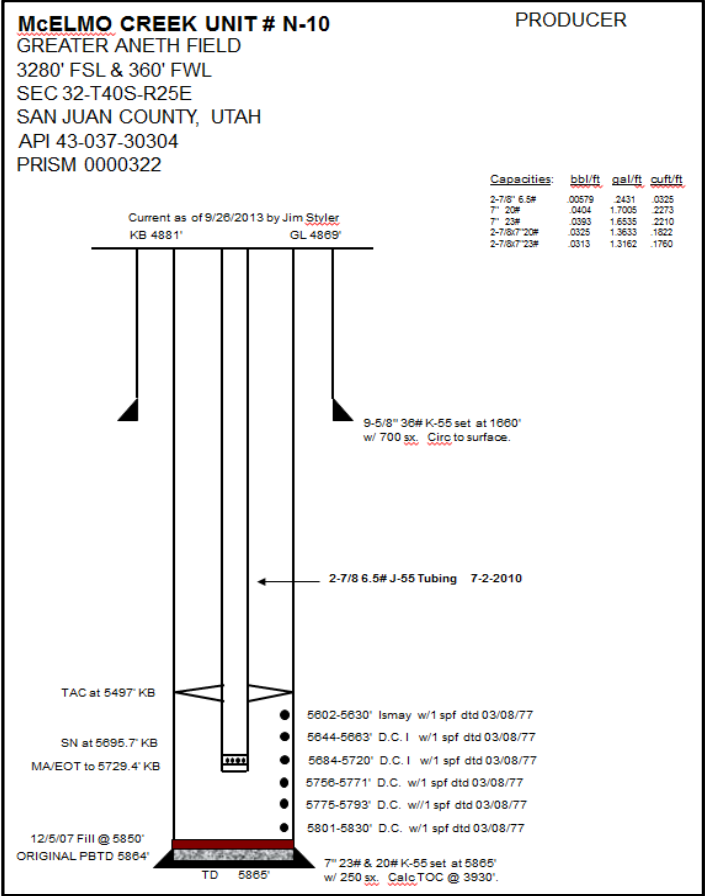 McELMO CREEK UNIT # N-10
PRODUCER
GREATER ANETH FIELD
3280' FSL & 360' FWL
SEC 32-T40S-R25E
SAN JUAN COUNTY, UTAH
API 43-037-30304
PRISM 0000322
Capacities: bbl/ft gal/ft cuft/ft
2-7/8" 6.5# .00579 .2431 .0325
7" 20# .0404 1.7005 .2273
7" 23# .0393 1.6535 .2210
2-7/8x7"20# .0325 1.3633 .1822
2-7/8x7"23# .0313 1.3162 .1760
Current as of 9/26/2013 by Jim Styler
KB 4881' GL 4869'
9-5/8" 36# K-55 set at 1660'
w/ 700 sx. Circ to surface.
2-7/8 6.5# J-55 Tubing 7-2-2010
TAC at 5497' KB
5602-5630' Ismay w/1 spf dtd 03/08/77
5644-5663' D.C. I w/1 spf dtd 03/08/77
SN at 5695.7' KB
5684-5720' D.C. I w/1 spf dtd 03/08/77
MA/EOT to 5729.4' KB
5756-5771' D.C. w/1 spf dtd 03/08/77
5775-5793' D.C. w//1 spf dtd 03/08/77
5801-5830' D.C. w/1 spf dtd 03/08/77
12/5/07 Fill @ 5850'
ORIGINAL PBTD 5864'
TD 5865'
7" 23# & 20# K-55 set at 5865'
w/ 250 sx. Calc TOC @ 3930'.